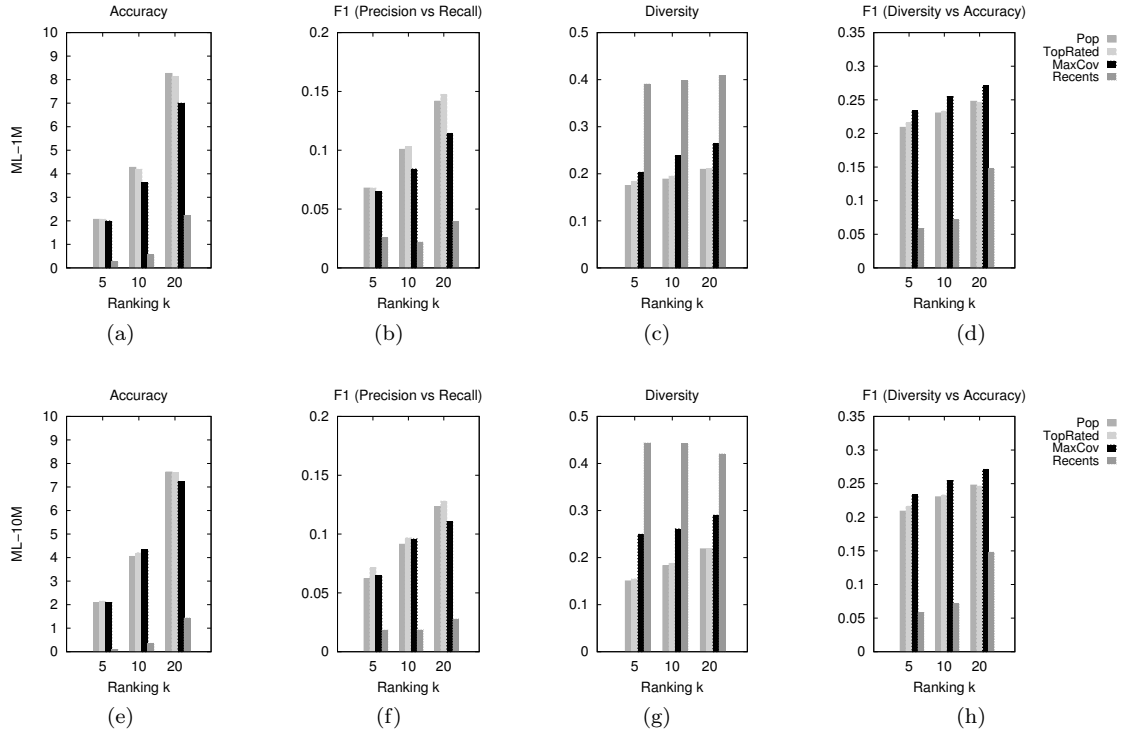 Accuracy
10
9
8
7
6
5
4
3
2
1
0
5 10 20
Ranking k
ML-1M
(a)
F1 (Precision vs Recall)
0.2
0.15
0.1
0.05
0
5 10 20
Ranking k
(b)
Diversity
0.5
0.4
0.3
0.2
0.1
0
5 10 20
Ranking k
(c)
F1 (Diversity vs Accuracy)
0.35
0.3
0.25
0.2
0.15
0.1
0.05
0
5 10 20
Ranking k
(d)
Pop
TopRated
MaxCov
Recents
Accuracy
10
9
8
7
6
5
4
3
2
1
0
5 10 20
Ranking k
ML-10M
(e)
F1 (Precision vs Recall)
0.2
0.15
0.1
0.05
0
5 10 20
Ranking k
(f)
Diversity
0.5
0.4
0.3
0.2
0.1
0
5 10 20
Ranking k
(g)
F1 (Diversity vs Accuracy)
0.35
0.3
0.25
0.2
0.15
0.1
0.05
0
5 10 20
Ranking k
(h)
Pop
TopRated
MaxCov
Recents